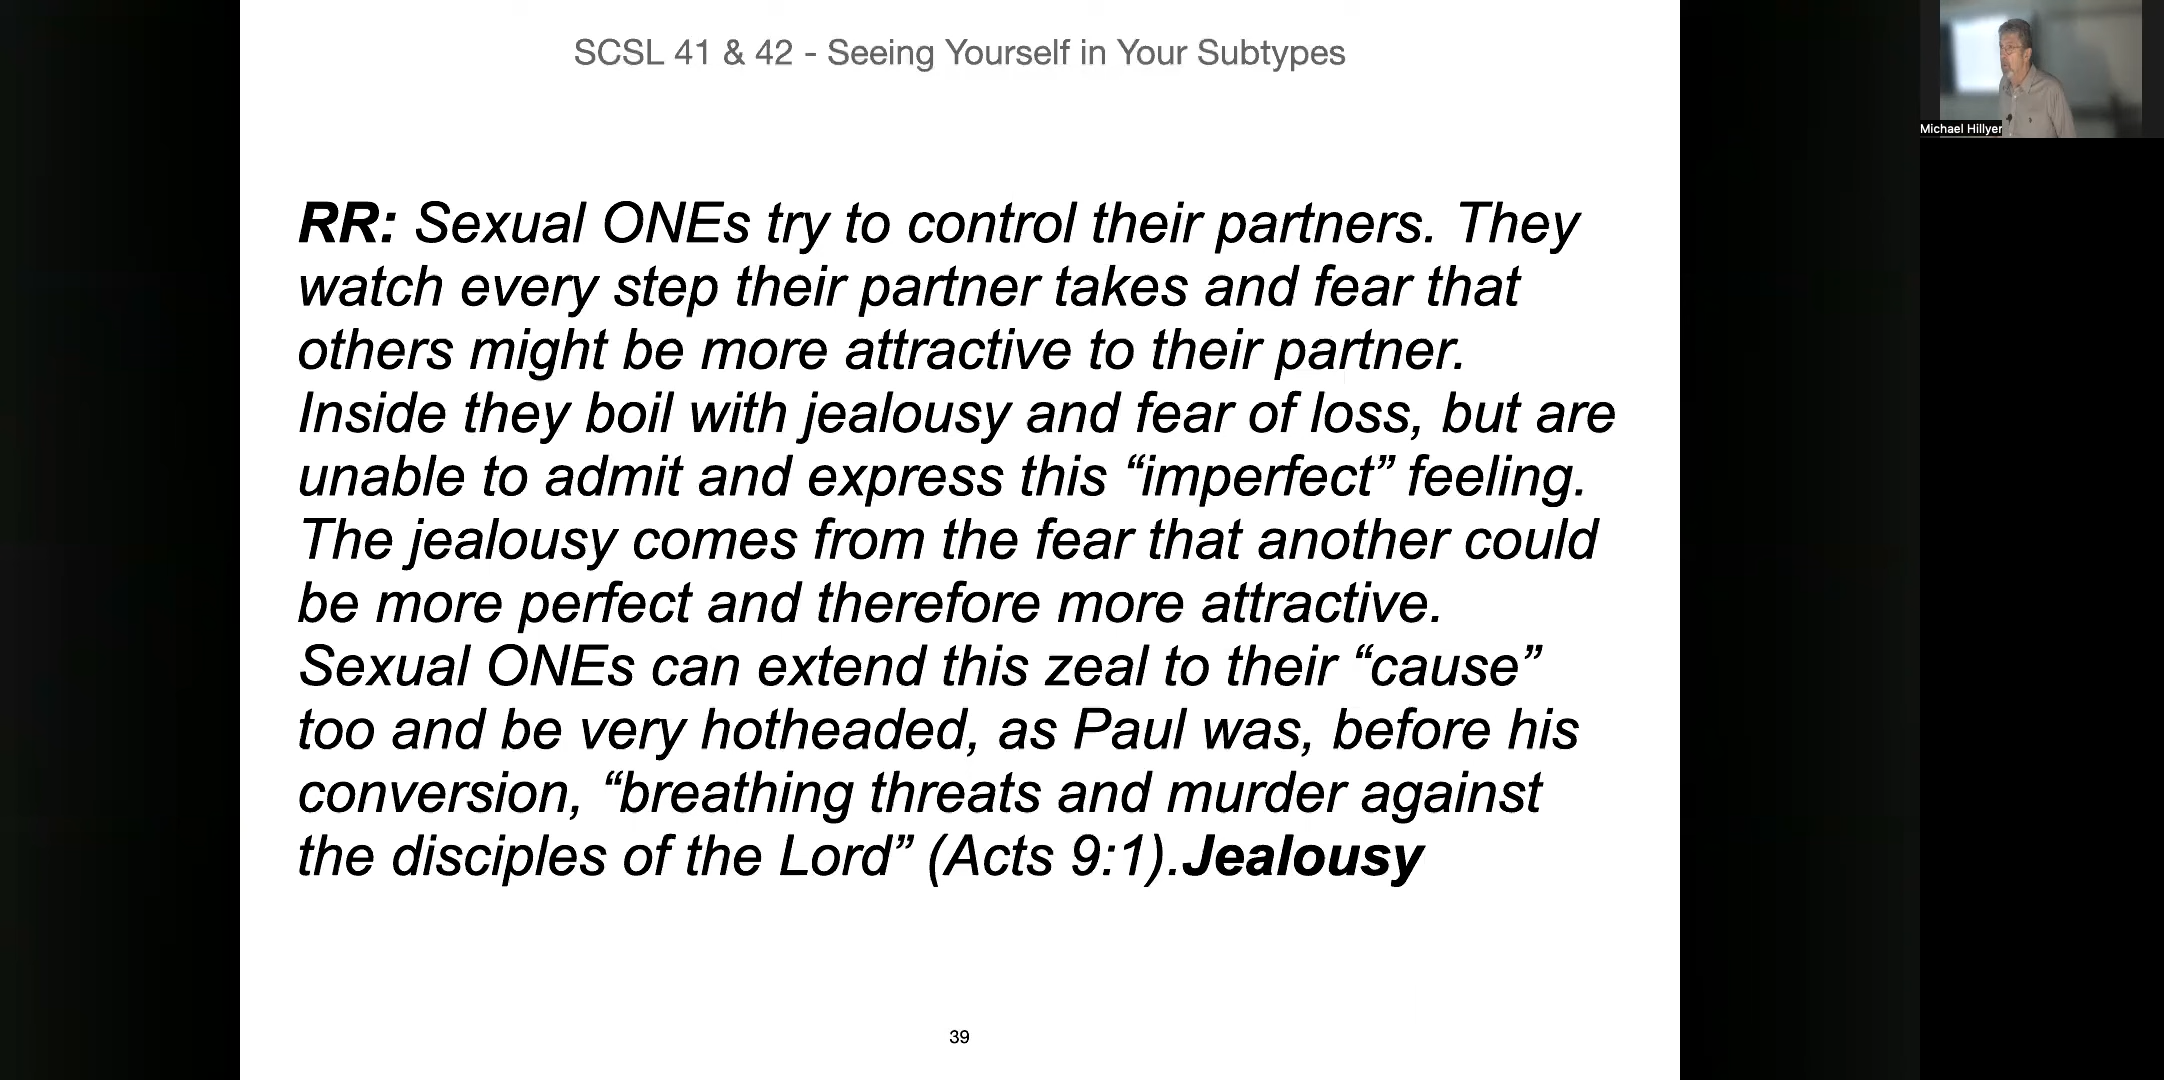 SCSL 41 & 42 - Seeing Yourself in Your Subtypes
Michael Hillyer
RR: Sexual ONEs try to control their partners. They
watch every step their partner takes and fear that
others might be more attractive to their partner.
Inside they boil with jealousy and fear of loss, but are
unable to admit and express this “imperfect” feeling.
The jealousy comes from the fear that another could
be more perfect and therefore more attractive.
Sexual ONEs can extend this zeal to their “cause”
too and be very hotheaded, as Paul was, before his
conversion, “breathing threats and murder against
the disciples of the Lord” (Acts 9:1).Jealousy
39